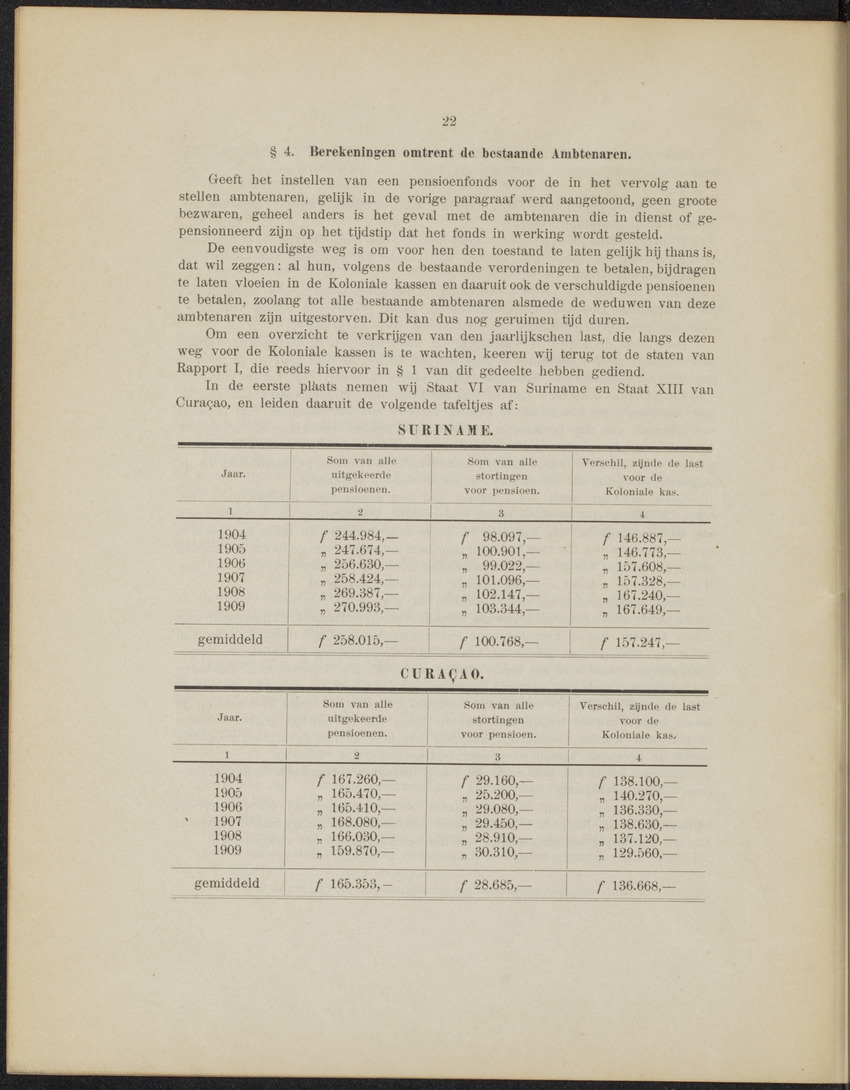 22
§ 4. Berekeningen omtrent de bestaande Ambtenaren.
Geeft het instellen van een pensioenfonds voor de in het vervolg aan te
stellen ambtenaren, gelijk in de vorige paragraaf werd aangetoond, geen groote
bezwaren, geheel anders is het geval met de ambtenaren die in dienst of ge-
pensionneerd zijn op het tijdstip dat het fonds in werking wordt gesteld.
De eenvoudigste weg is om voor hen den toestand te laten gelijk hij thans is,
dat wil zeggen: al hun, volgens de bestaande verordeningen te betalen, bijdragen
te laten vloeien in de Koloniale kassen en daaruit ook de verschuldigde pensioenen
te betalen, zoolang tot alle bestaande ambtenaren alsmede de weduwen van deze
ambtenaren zijn uitgestorven. Dit kan dus nog geruimen tijd duren.
Om een overzicht te verkrijgen van den jaarlijkschen last, die langs dezen
weg voor de Koloniale kassen is te wachten, keeren wij terug tot de staten van
Rapport I, die reeds hiervoor in § 1 van dit gedeelte hebben gediend.
In de eerste plaats nemen wij Staat VI van Suriname en Staat XIII van
Curaçao, en leiden daaruit de volgende tafeltjes af:
SURINAME.
Jaar. Som van alle uitgekeerde pensioenen. Som van alle stortingen voor pensioen. Verschil, zijnde de last voor de Koloniale kas.
1 2 3 4
1904 ƒ 244.984,— ƒ 98.097,— ƒ 146.887,—
1905 „ 247.674,— „ 100.901,— „ 146.773,—
1906 „ 256.630,— „ 99.022,— „ 157.608,—
1907 „ 258.424,— „ 101.096,— „ 157.328,—
1908 „ 269.387,— „ 102.147,— „ 167.240,—
1909 „ 270.993,— „ 103.344,— „ 167.649,—
gemiddeld ƒ 258.015,— ƒ 100.768,— ƒ 157.247,—
CURAÇAO.
Jaar. Som van alle uitgekeerde pensioenen. Som van alle stortingen voor pensioen. Verschil, zijnde de last voor de Koloniale kas.
1 2 3 4
1904 ƒ 167.260,— ƒ 29.160,— ƒ 138.100,—
1905 „ 165.470,— „ 25.200,— „ 140.270,—
1906 „ 165.410,— „ 29.080,— „ 136.330,—
1907 „ 168.080,— „ 29.450,— „ 138.630,—
1908 „ 166.030,— „ 28.910,— „ 137.120,—
1909 „ 159.870,— „ 30.310,— „ 129.560,—
gemiddeld ƒ 165.353,— ƒ 28.685,— ƒ 136.668,—